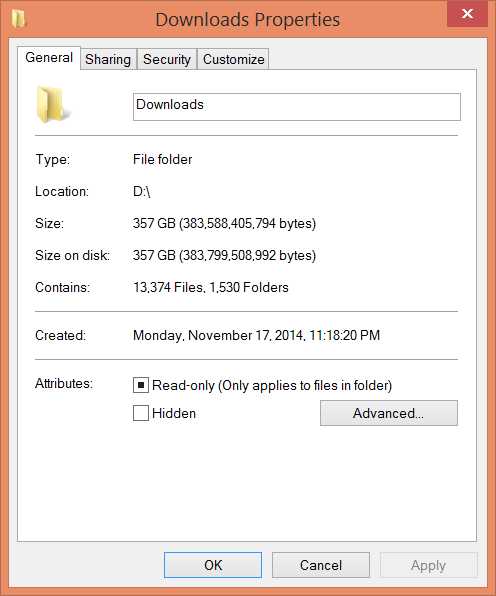 Downloads Properties
General Sharing Security Customize
Downloads
Type: File folder
Location: D:\
Size: 357 GB (383,588,405,794 bytes)
Size on disk: 357 GB (383,799,508,992 bytes)
Contains: 13,374 Files, 1,530 Folders
Created: Monday, November 17, 2014, 11:18:20 PM
Attributes: Read-only (Only applies to files in folder)
Hidden Advanced...
OK Cancel Apply